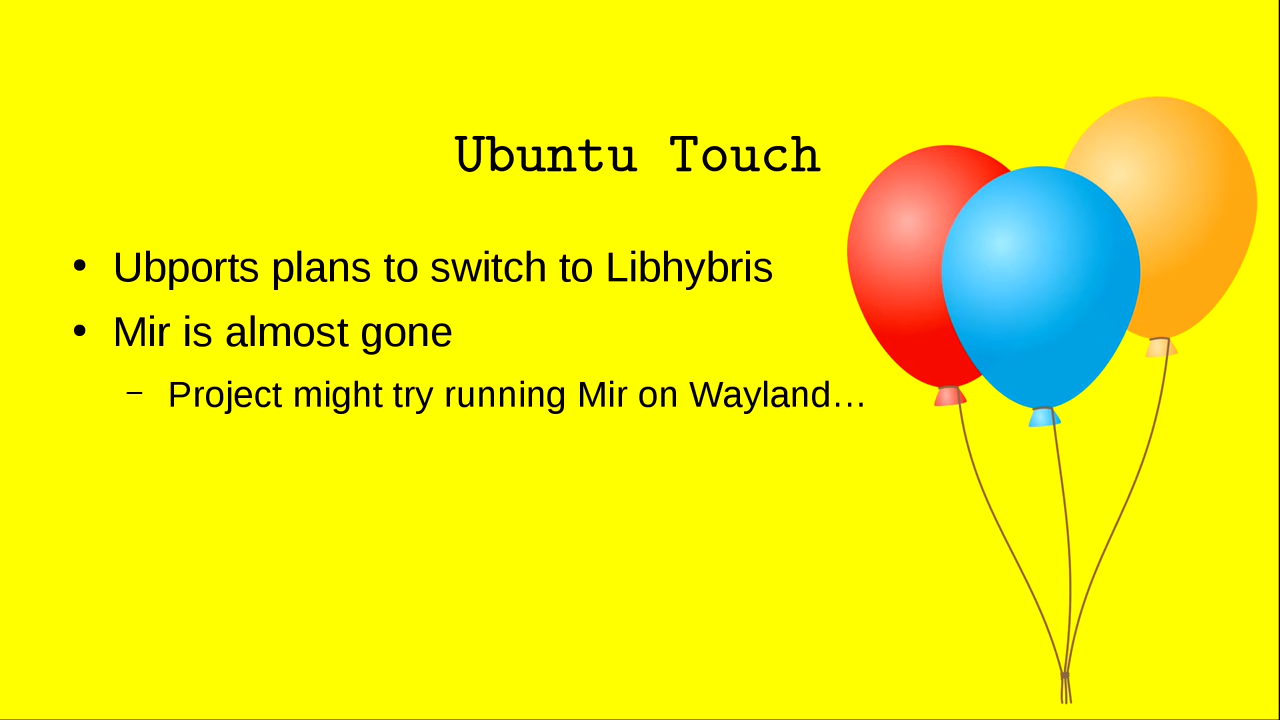 Ubuntu Touch
• Ubports plans to switch to Libhybris
• Mir is almost gone
– Project might try running Mir on Wayland…